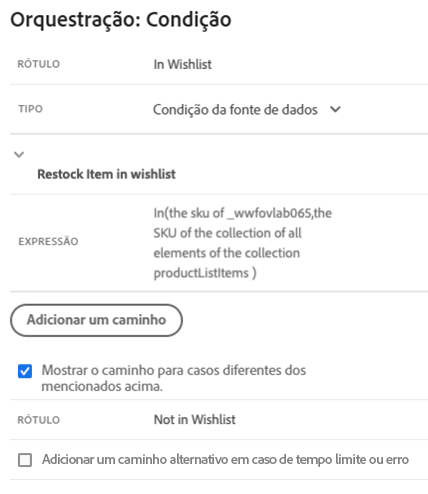 Orquestração: Condição
RÓTULO In Wishlist
TIPO Condição da fonte de dados
Restock Item in wishlist
EXPRESSÃO
In(the sku of _wwfovlab065,the
SKU of the collection of all
elements of the collection
productListItems )
Adicionar um caminho
Mostrar o caminho para casos diferentes dos
mencionados acima.
RÓTULO Not in Wishlist
Adicionar um caminho alternativo em caso de tempo limite ou erro